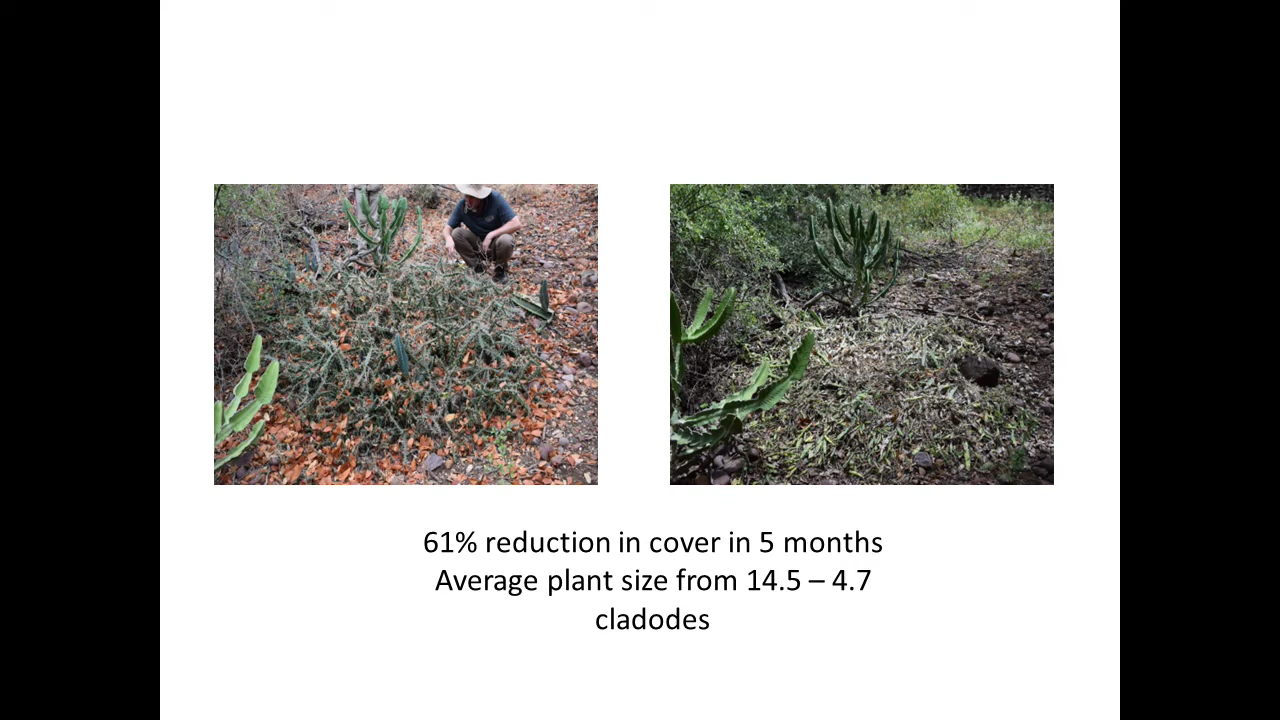 61% reduction in cover in 5 months
Average plant size from 14.5 – 4.7
cladodes